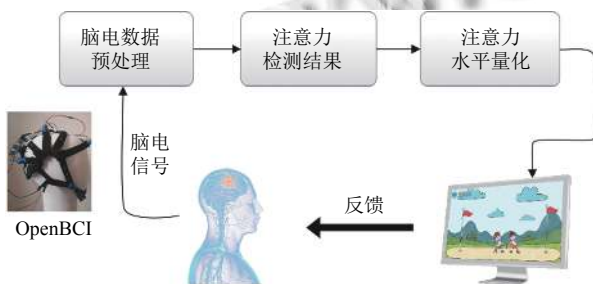 脑电数据
预处理
注意力
检测结果
注意力
水平量化
脑电
信号
反馈
OpenBCI